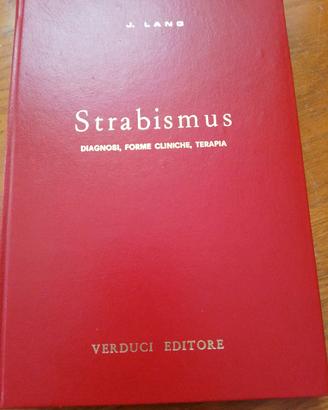 J. LANG
Strabismus
DIAGNOSI, FORME CLINICHE, TERAPIA
VERDUCI EDITORE